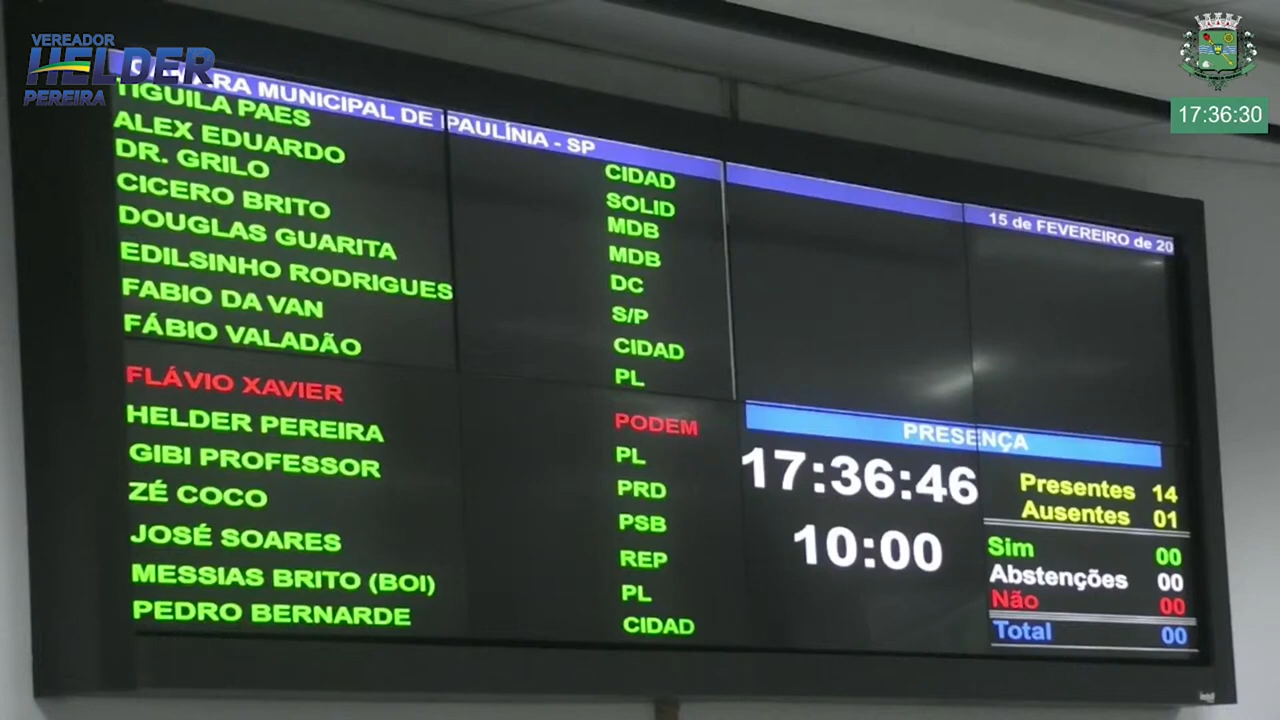 VEREADOR
HELDER
PEREIRA
17:36:30
CÂMARA MUNICIPAL DE PAULÍNIA - SP
15 de FEVEREIRO de 20
TIGUILA PAES CIDAD
ALEX EDUARDO SOLID
DR. GRILO MDB
CICERO BRITO MDB
DOUGLAS GUARITA DC
EDILSINHO RODRIGUES S/P
FABIO DA VAN CIDAD
FÁBIO VALADÃO PL
FLÁVIO XAVIER PODEM
HELDER PEREIRA PL
GIBI PROFESSOR PRD
ZÉ COCO PSB
JOSÉ SOARES REP
MESSIAS BRITO (BOI) PL
PEDRO BERNARDE CIDAD
PRESENÇA
17:36:46
10:00
Presentes 14
Ausentes 01
Sim 00
Abstenções 00
Não 00
Total 00